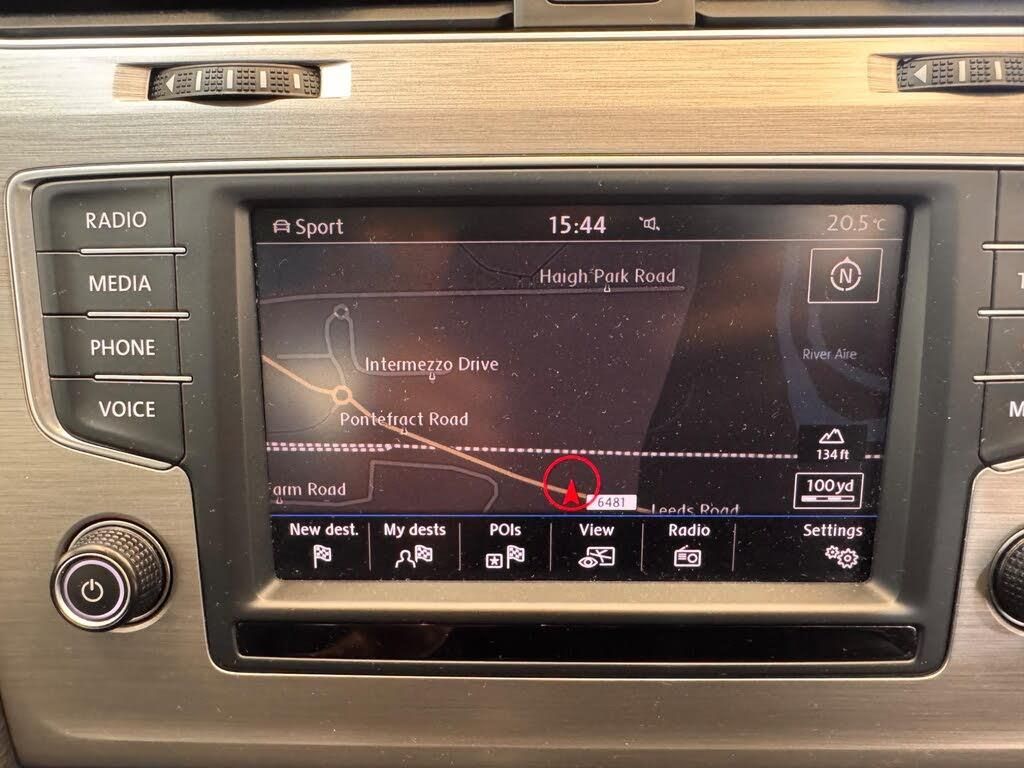 RADIO
MEDIA
PHONE
VOICE
Sport
15:44
20.5°C
Haigh Park Road
N
River Aire
Intermezzo Drive
Pontefract Road
134 ft
arm Road
6481
100yd
Leeds Road
New dest.
My dests
POIs
View
Radio
Settings
T
M